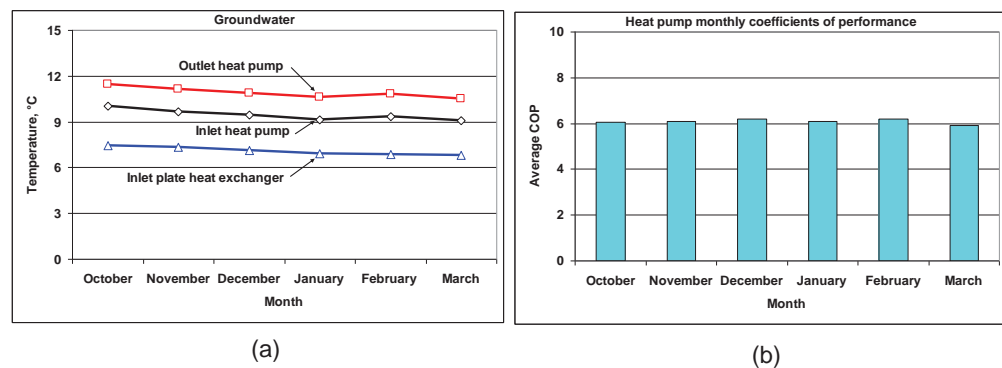 Groundwater
Temperature, °C
15
12
9
6
3
0
Outlet heat pump
Inlet heat pump
Inlet plate heat exchanger
October November December January February March
Month
(a)
Heat pump monthly coefficients of performance
Average COP
10
8
6
4
2
0
October November December January February March
Month
(b)